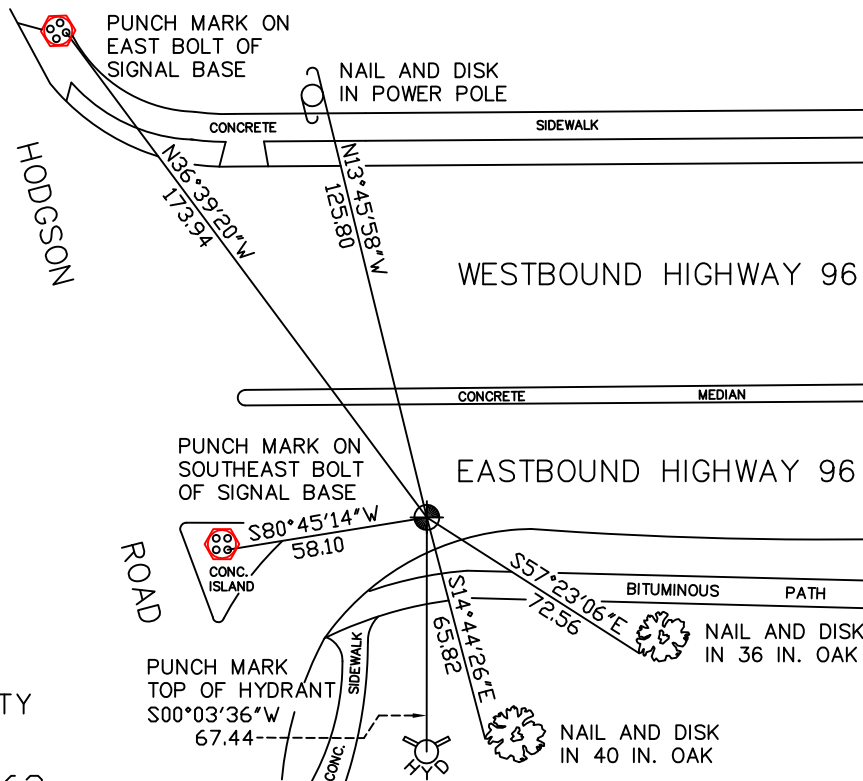 PUNCH MARK ON
EAST BOLT OF
SIGNAL BASE
NAIL AND DISK
IN POWER POLE
CONCRETE
SIDEWALK
HODGSON
N36°39'20"W
173.94
N13°45'58"W
125.80
WESTBOUND HIGHWAY 96
CONCRETE
MEDIAN
PUNCH MARK ON
SOUTHEAST BOLT
OF SIGNAL BASE
EASTBOUND HIGHWAY 96
S80°45'14"W
58.10
ROAD
CONC.
ISLAND
S57°23'06"E
72.56
BITUMINOUS
PATH
S14°44'26"E
65.82
NAIL AND DISK
IN 36 IN. OAK
SIDEWALK
PUNCH MARK
TOP OF HYDRANT
S00°03'36"W
67.44
TY
CONC.
HYD
NAIL AND DISK
IN 40 IN. OAK